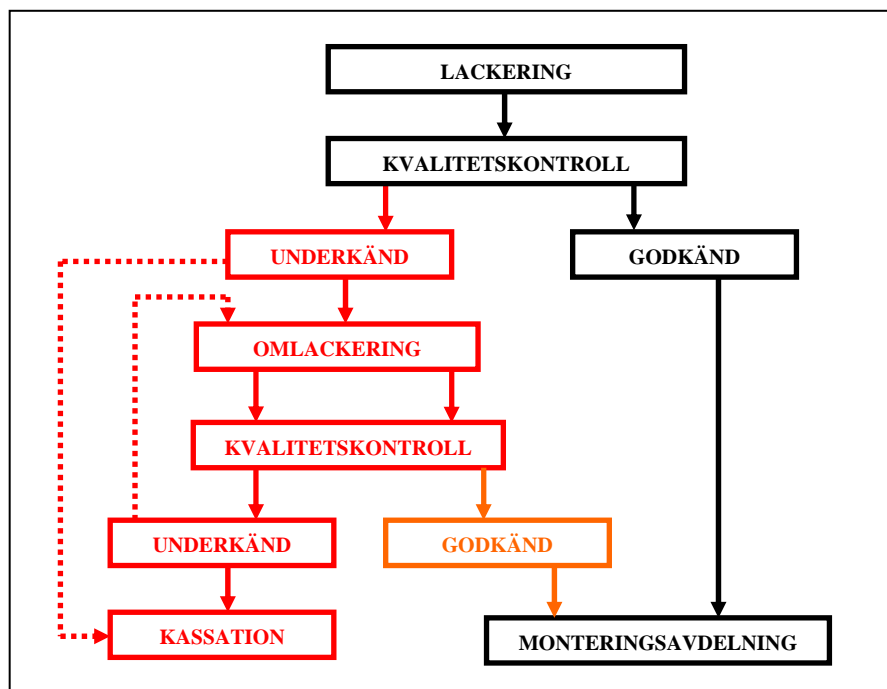 LACKERING
KVALITETSKONTROLL
UNDERKÄND
GODKÄND
OMLACKERING
KVALITETSKONTROLL
UNDERKÄND
GODKÄND
KASSATION
MONTERINGSAVDELNING